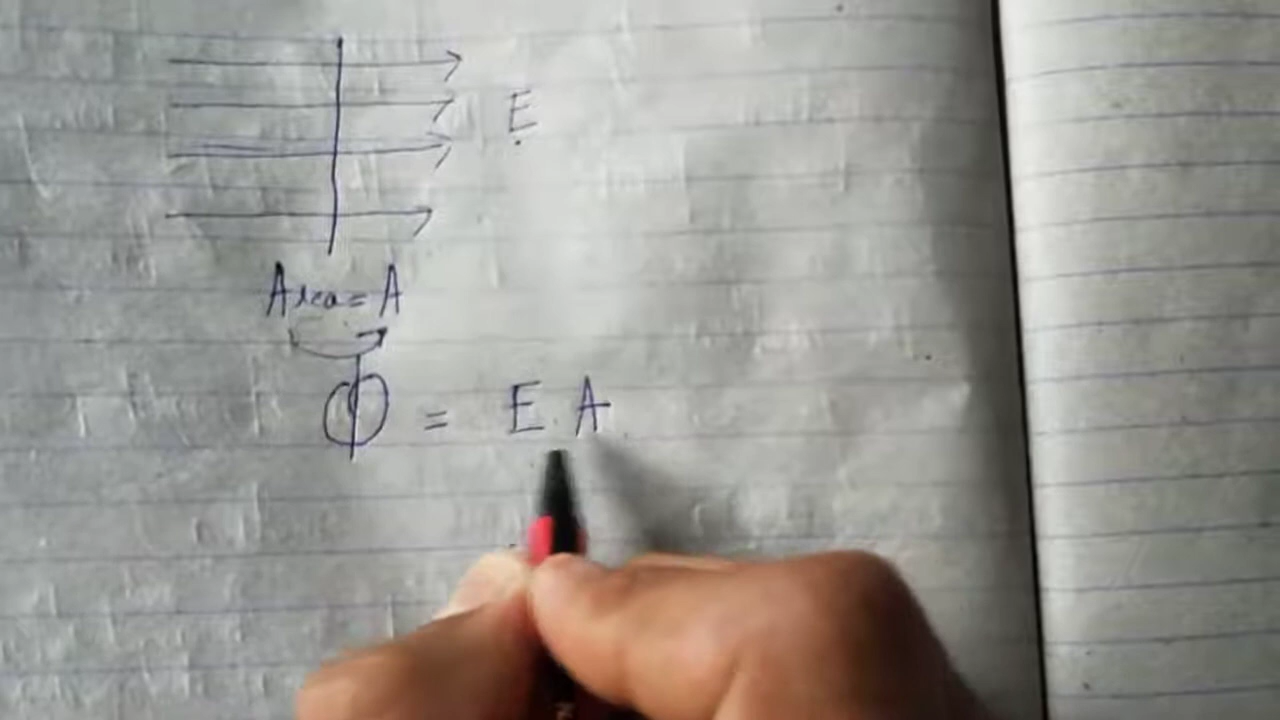 E
Area = A
Φ = E.A